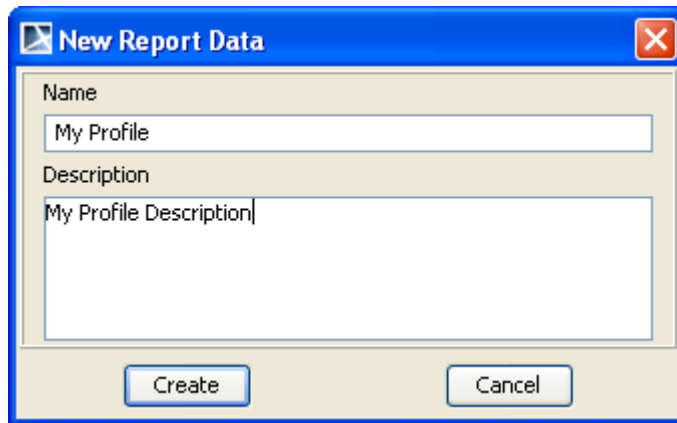 New Report Data
Name
My Profile
Description
My Profile Description
Create Cancel